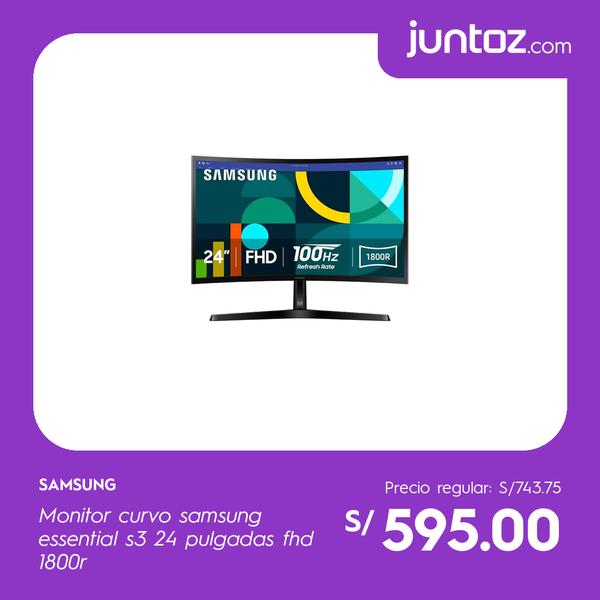 juntoz.com
SAMSUNG
24" FHD 100Hz Refresh Rate 1800R
SAMSUNG
Monitor curvo samsung
essential s3 24 pulgadas fhd
1800r
Precio regular: S/743.75
S/ 595.00